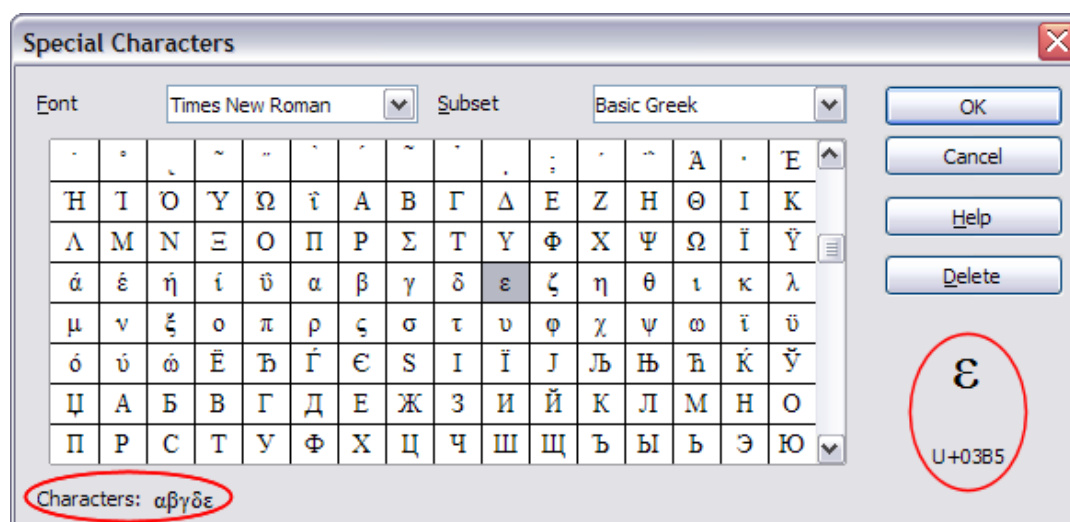 Special Characters
Font Times New Roman Subset Basic Greek OK
; ΄ ΅ Ά · Έ Cancel
Ή Ί Ό Ύ Ώ ΐ Α Β Γ Δ Ε Ζ Η Θ Ι Κ Help
Λ Μ Ν Ξ Ο Π Ρ Σ Τ Υ Φ Χ Ψ Ω Ϊ Ϋ
ά έ ή ί ΰ α β γ δ ε ζ η θ ι κ λ Delete
μ ν ξ ο π ρ ς σ τ υ φ χ ψ ω ϊ ϋ
ό ύ ώ Ё Ђ Ѓ Є Ѕ І Ї Ј Љ Њ Ћ Ќ Ў
ε
Џ А Б В Г Д Е Ж З И Й К Л М Н О
П Р С Т У Ф Х Ц Ч Ш Щ Ъ Ы Ь Э Ю
U+03B5
Characters: αβγδε